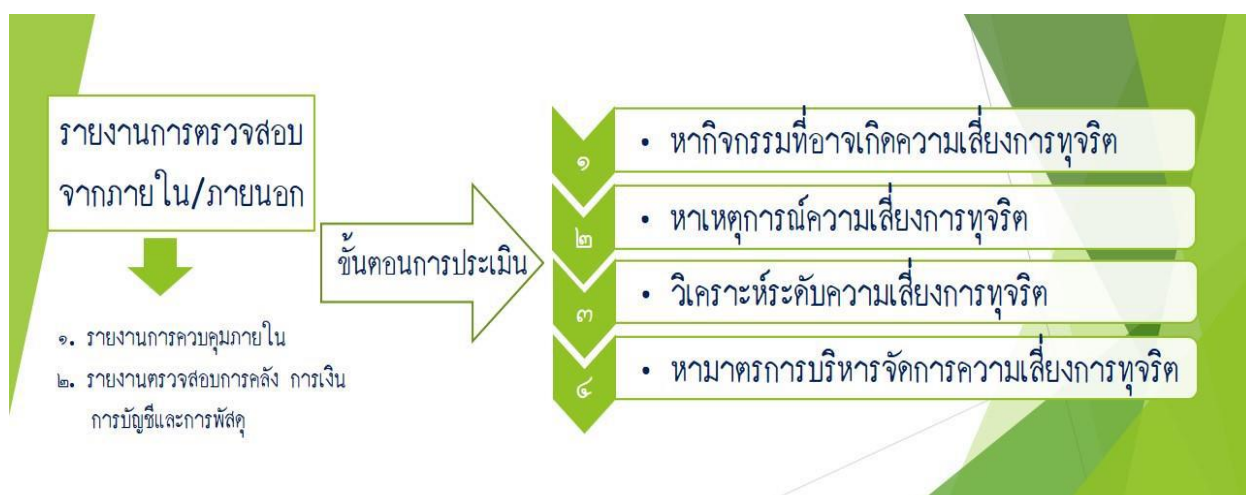 รายงานการตรวจสอบ
จากภายใน/ภายนอก
๑. รายงานการควบคุมภายใน
๒. รายงานตรวจสอบการคลัง การเงิน
การบัญชีและการพัสดุ
ขั้นตอนการประเมิน
๑
• หากิจกรรมที่อาจเกิดความเสี่ยงการทุจริต
๒
• หาเหตุการณ์ความเสี่ยงการทุจริต
๓
• วิเคราะห์ระดับความเสี่ยงการทุจริต
๔
• หามาตรการบริหารจัดการความเสี่ยงการทุจริต